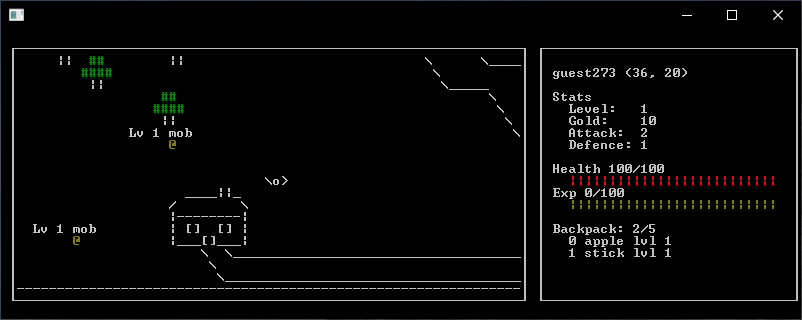 Lv 1 mob
@
\o>
Lv 1 mob
@
guest273 (36, 20)
Stats
Level: 1
Gold: 10
Attack: 2
Defence: 1
Health 100/100
Exp 0/100
Backpack: 2/5
0 apple lvl 1
1 stick lvl 1